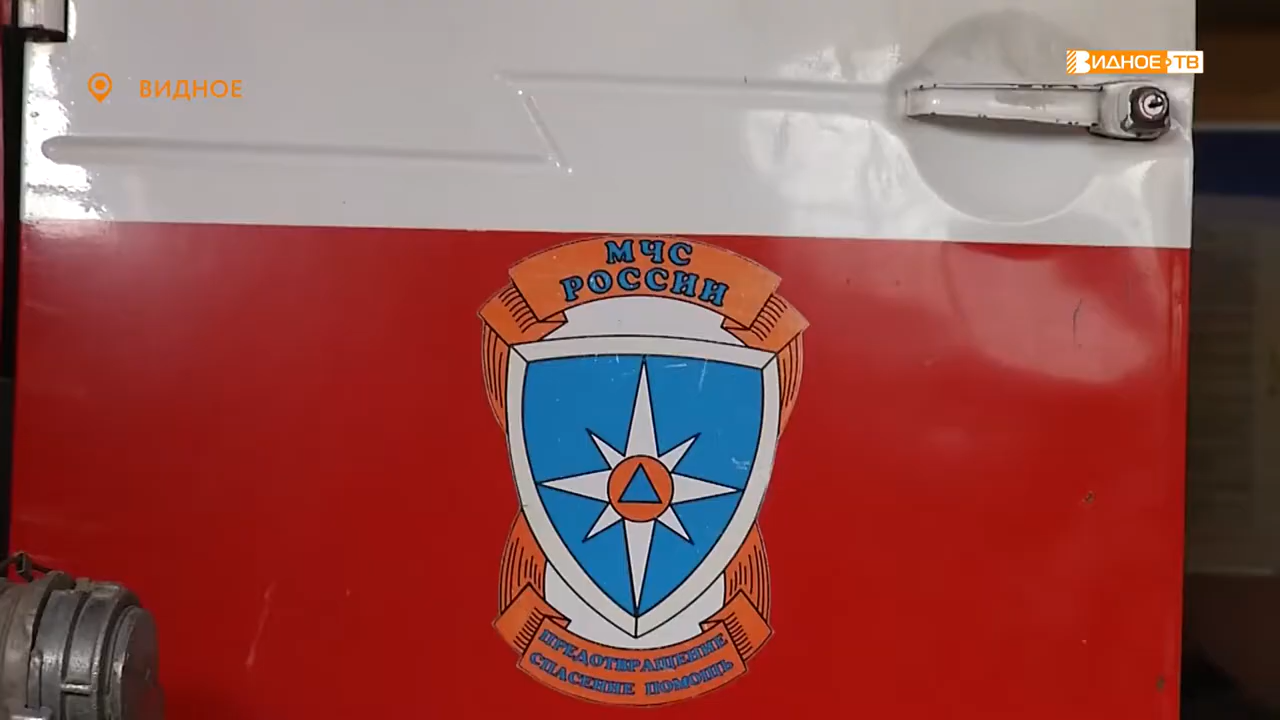 ВИДНОЕ
ВИДНОЕ ТВ
МЧС
РОССИИ
ПРЕДОТВРАЩЕНИЕ
СПАСЕНИЕ ПОМОЩЬ